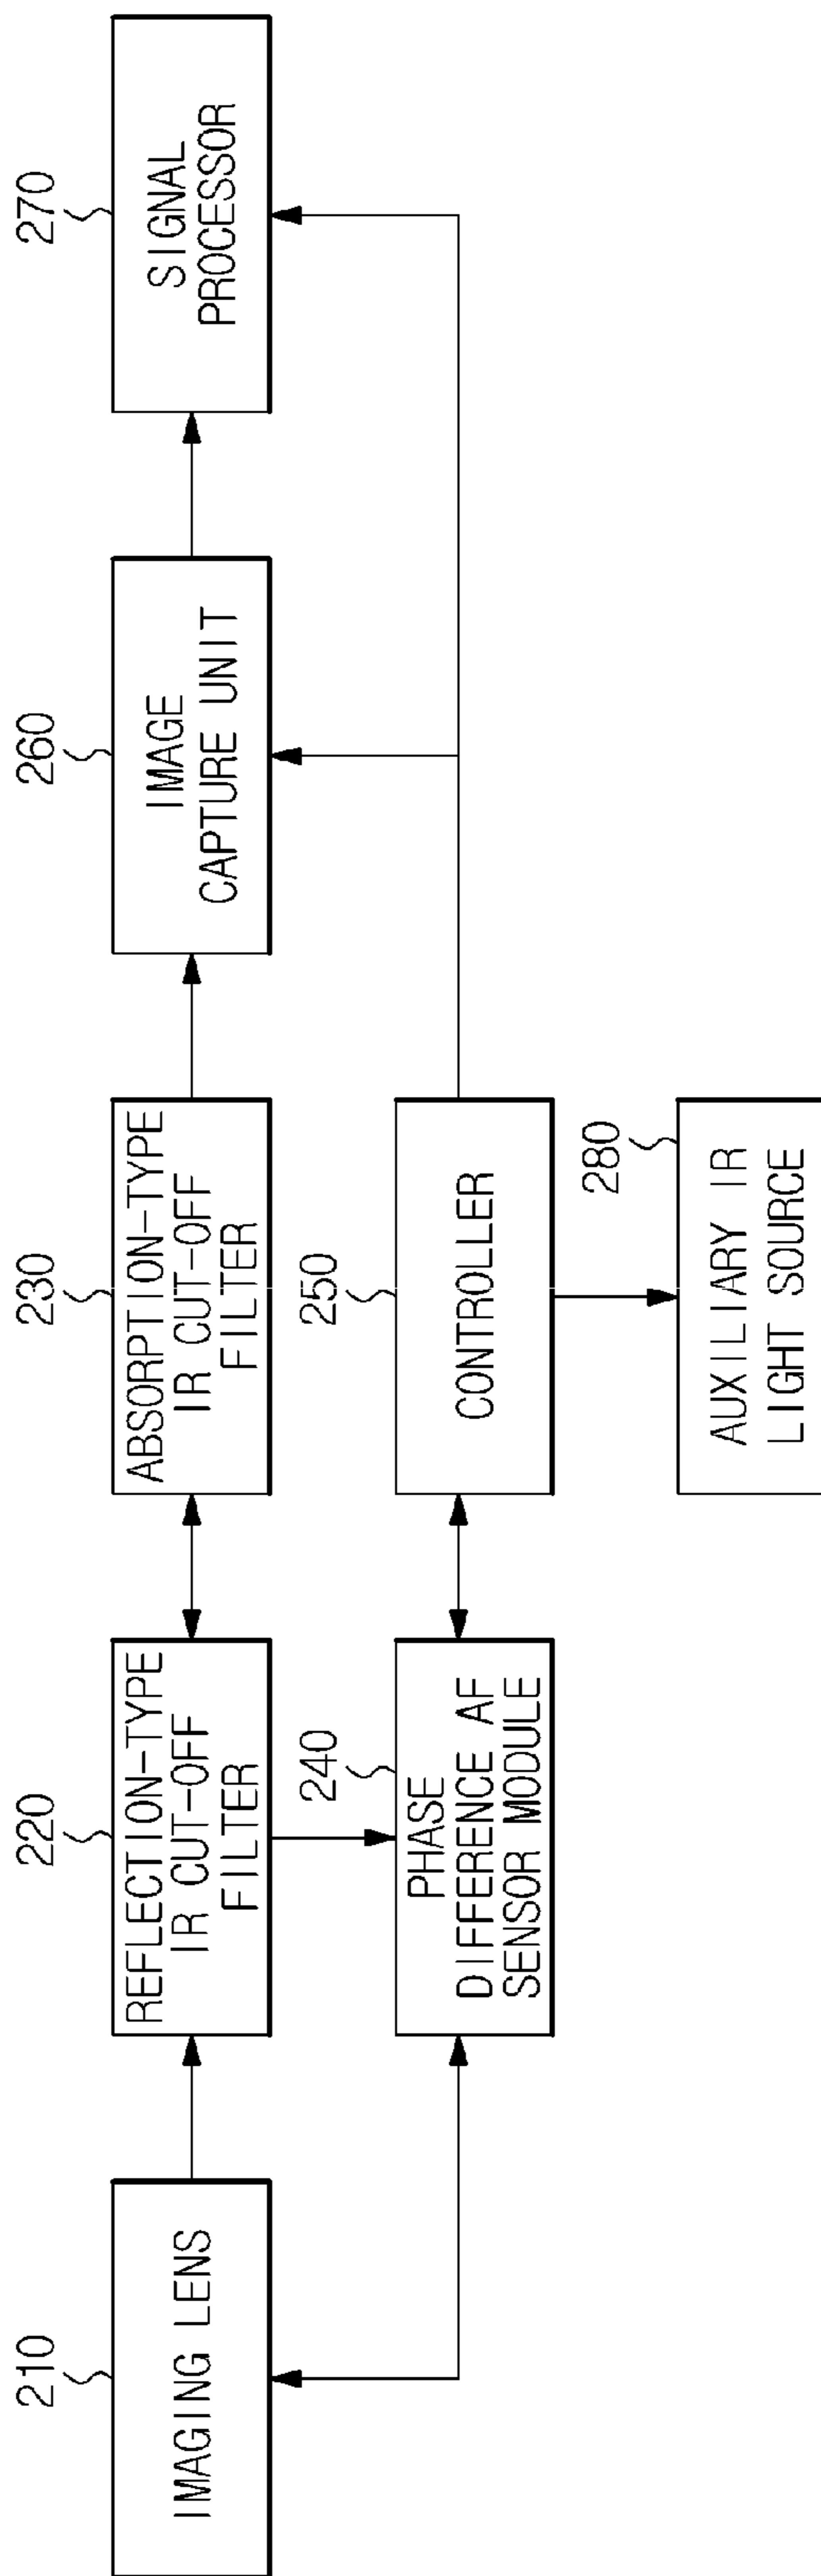 210
IMAGING LENS
220
REFLECTION-TYPE
IR CUT-OFF
FILTER
230
ABSORPTION-TYPE
IR CUT-OFF
FILTER
260
IMAGE
CAPTURE UNIT
270
SIGNAL
PROCESSOR
240
PHASE
DIFFERENCE AF
SENSOR MODULE
250
CONTROLLER
280
AUXILIARY IR
LIGHT SOURCE